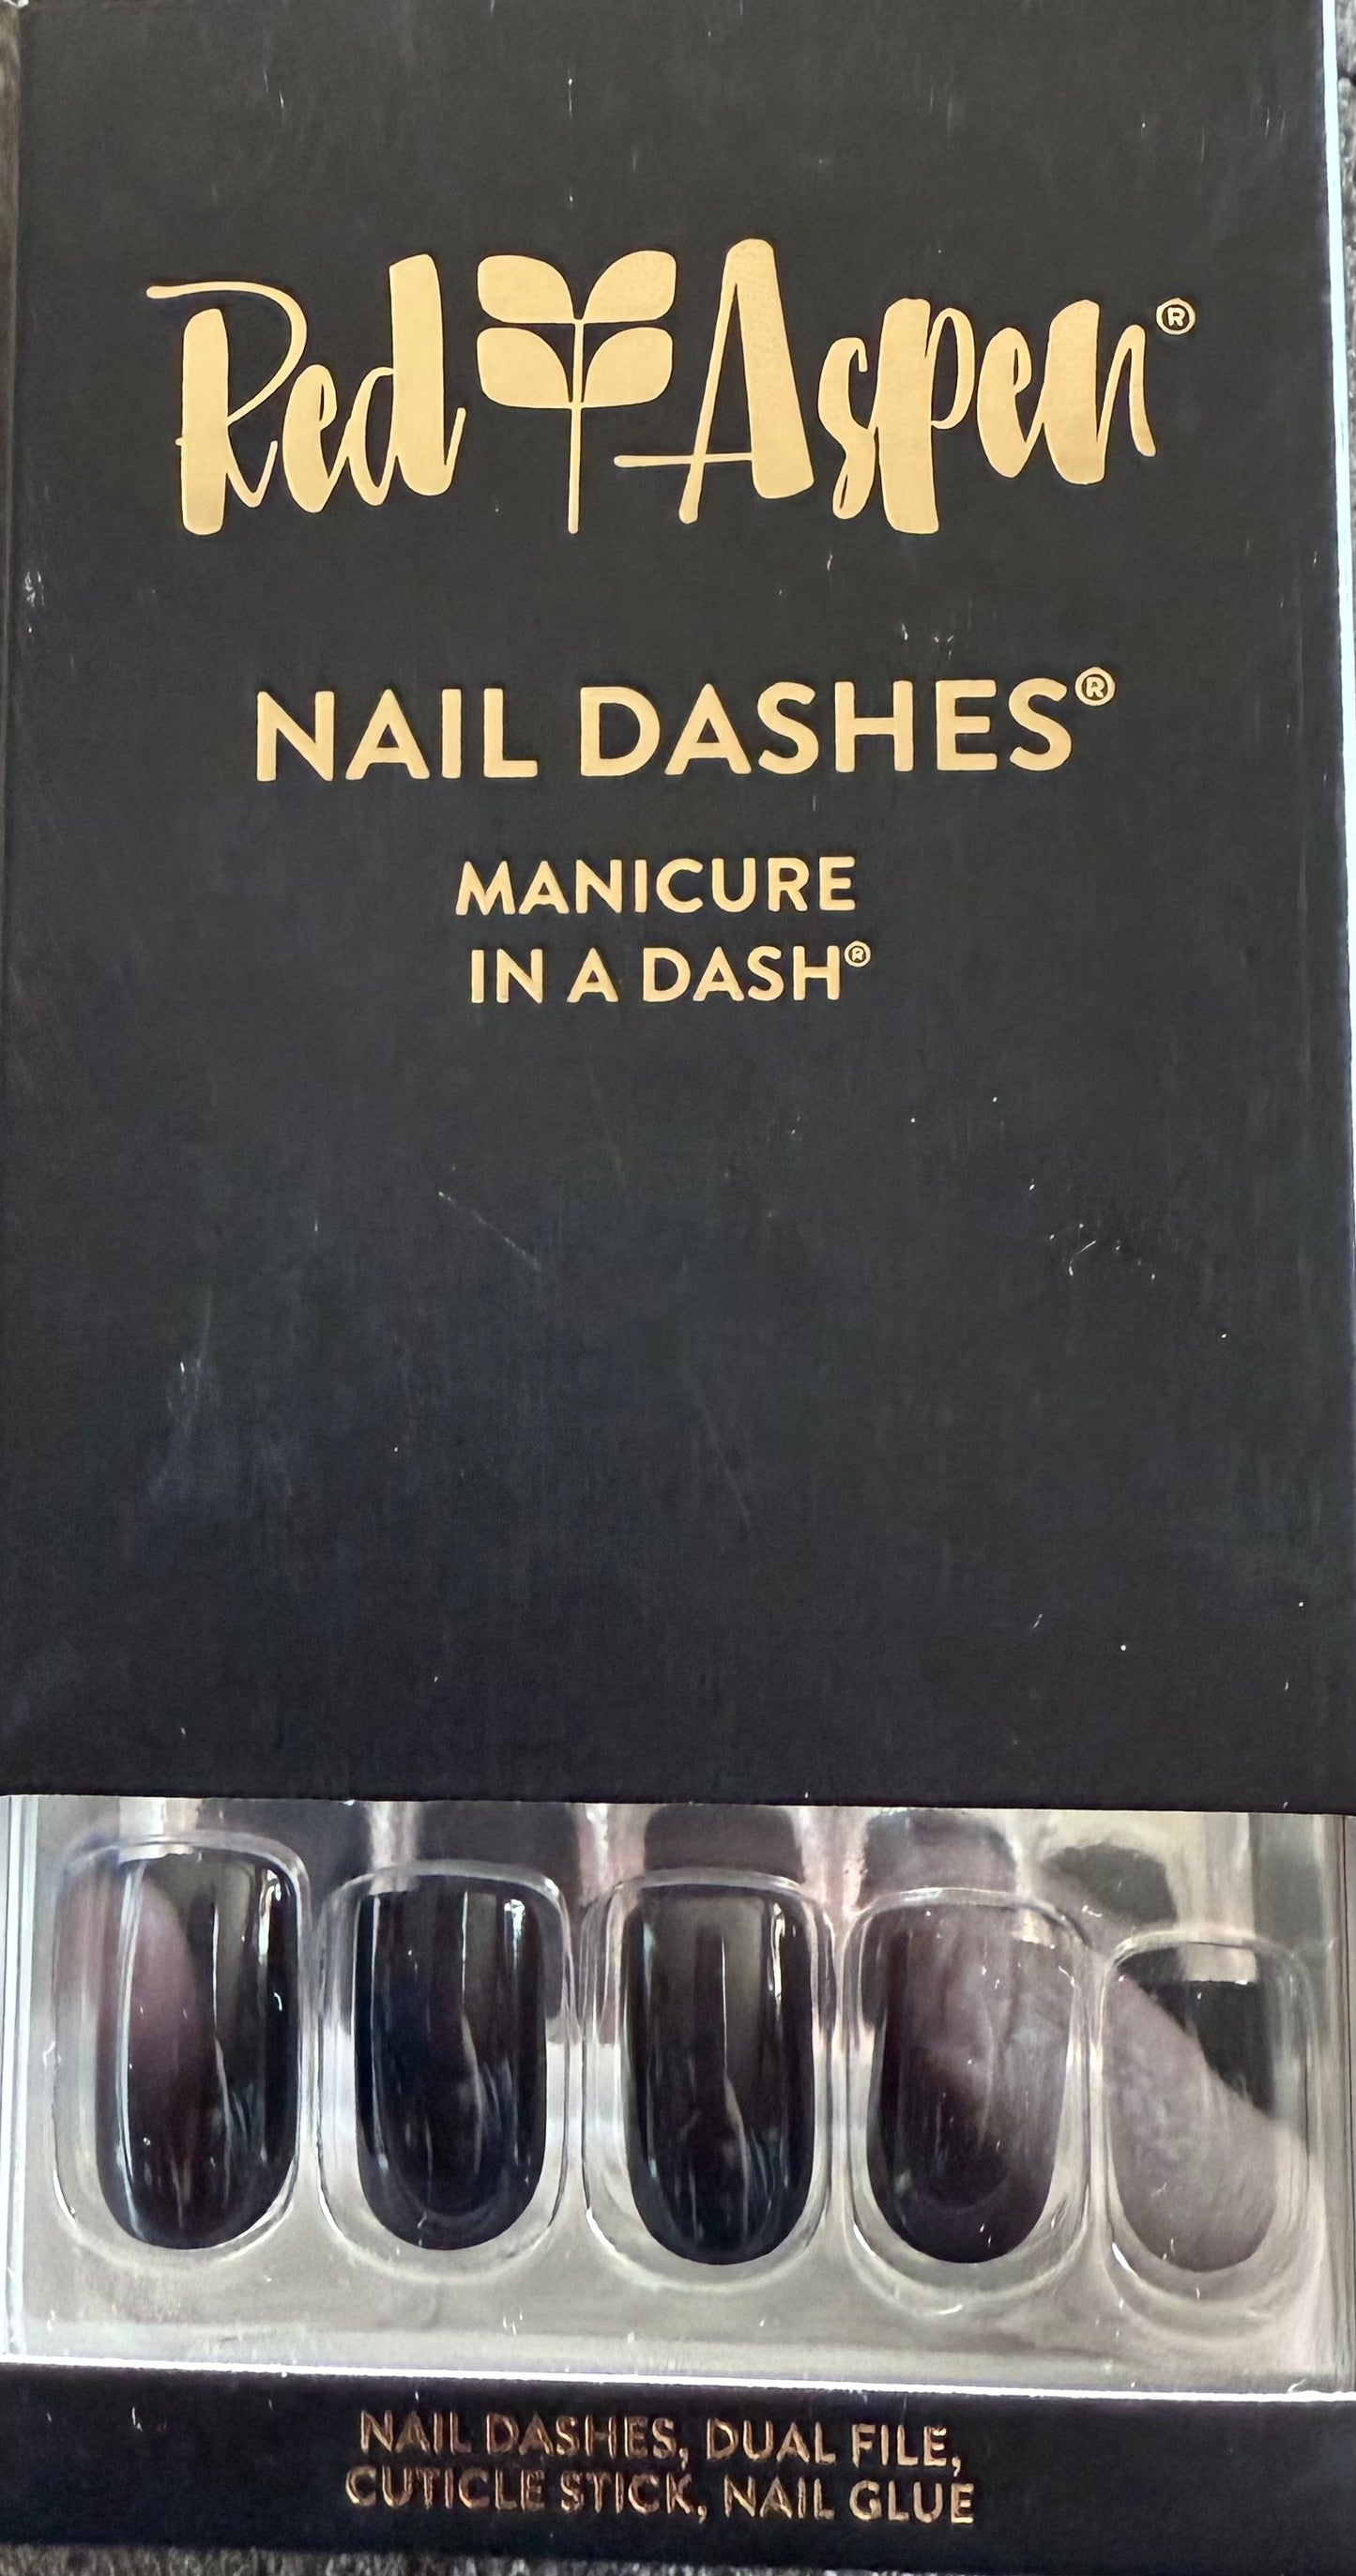 Red Aspen®
NAIL DASHES®
MANICURE
IN A DASH®
NAIL DASHES, DUAL FILE,
CUTICLE STICK, NAIL GLUE